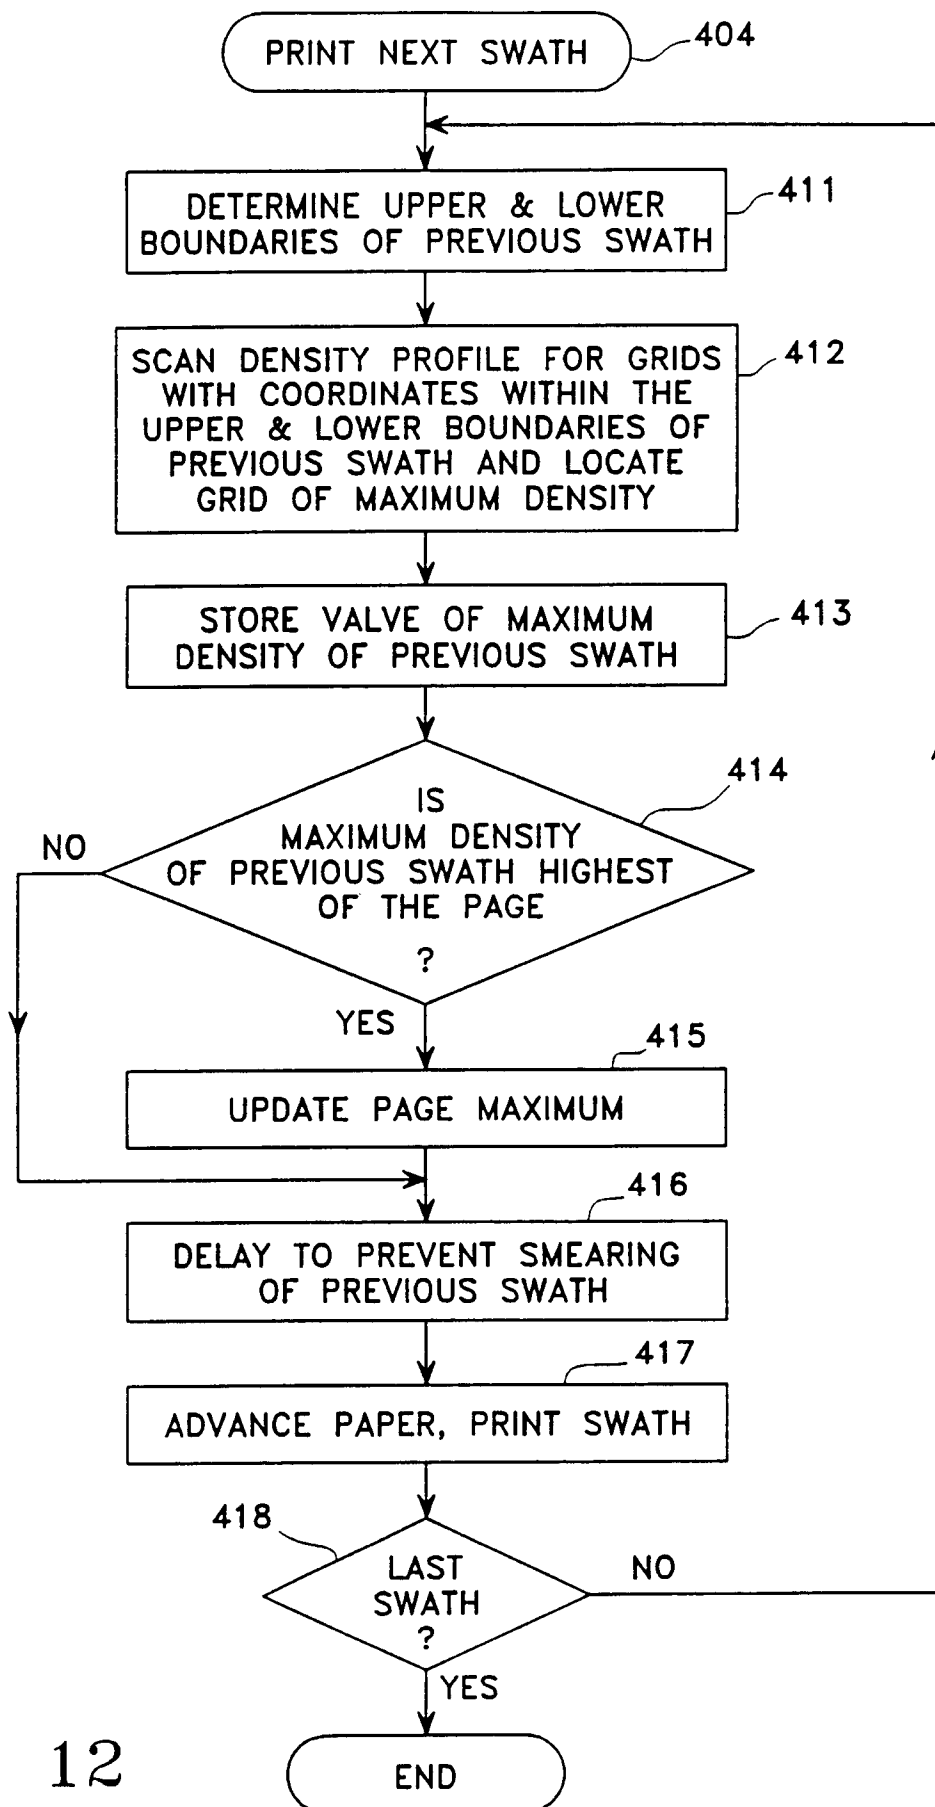 PRINT NEXT SWATH
404
DETERMINE UPPER & LOWER
BOUNDARIES OF PREVIOUS SWATH
411
SCAN DENSITY PROFILE FOR GRIDS
WITH COORDINATES WITHIN THE
UPPER & LOWER BOUNDARIES OF
PREVIOUS SWATH AND LOCATE
GRID OF MAXIMUM DENSITY
412
STORE VALVE OF MAXIMUM
DENSITY OF PREVIOUS SWATH
413
IS
MAXIMUM DENSITY
OF PREVIOUS SWATH HIGHEST
OF THE PAGE
?
414
NO
YES
415
UPDATE PAGE MAXIMUM
416
DELAY TO PREVENT SMEARING
OF PREVIOUS SWATH
417
ADVANCE PAPER, PRINT SWATH
418
LAST
SWATH
?
NO
YES
END
12